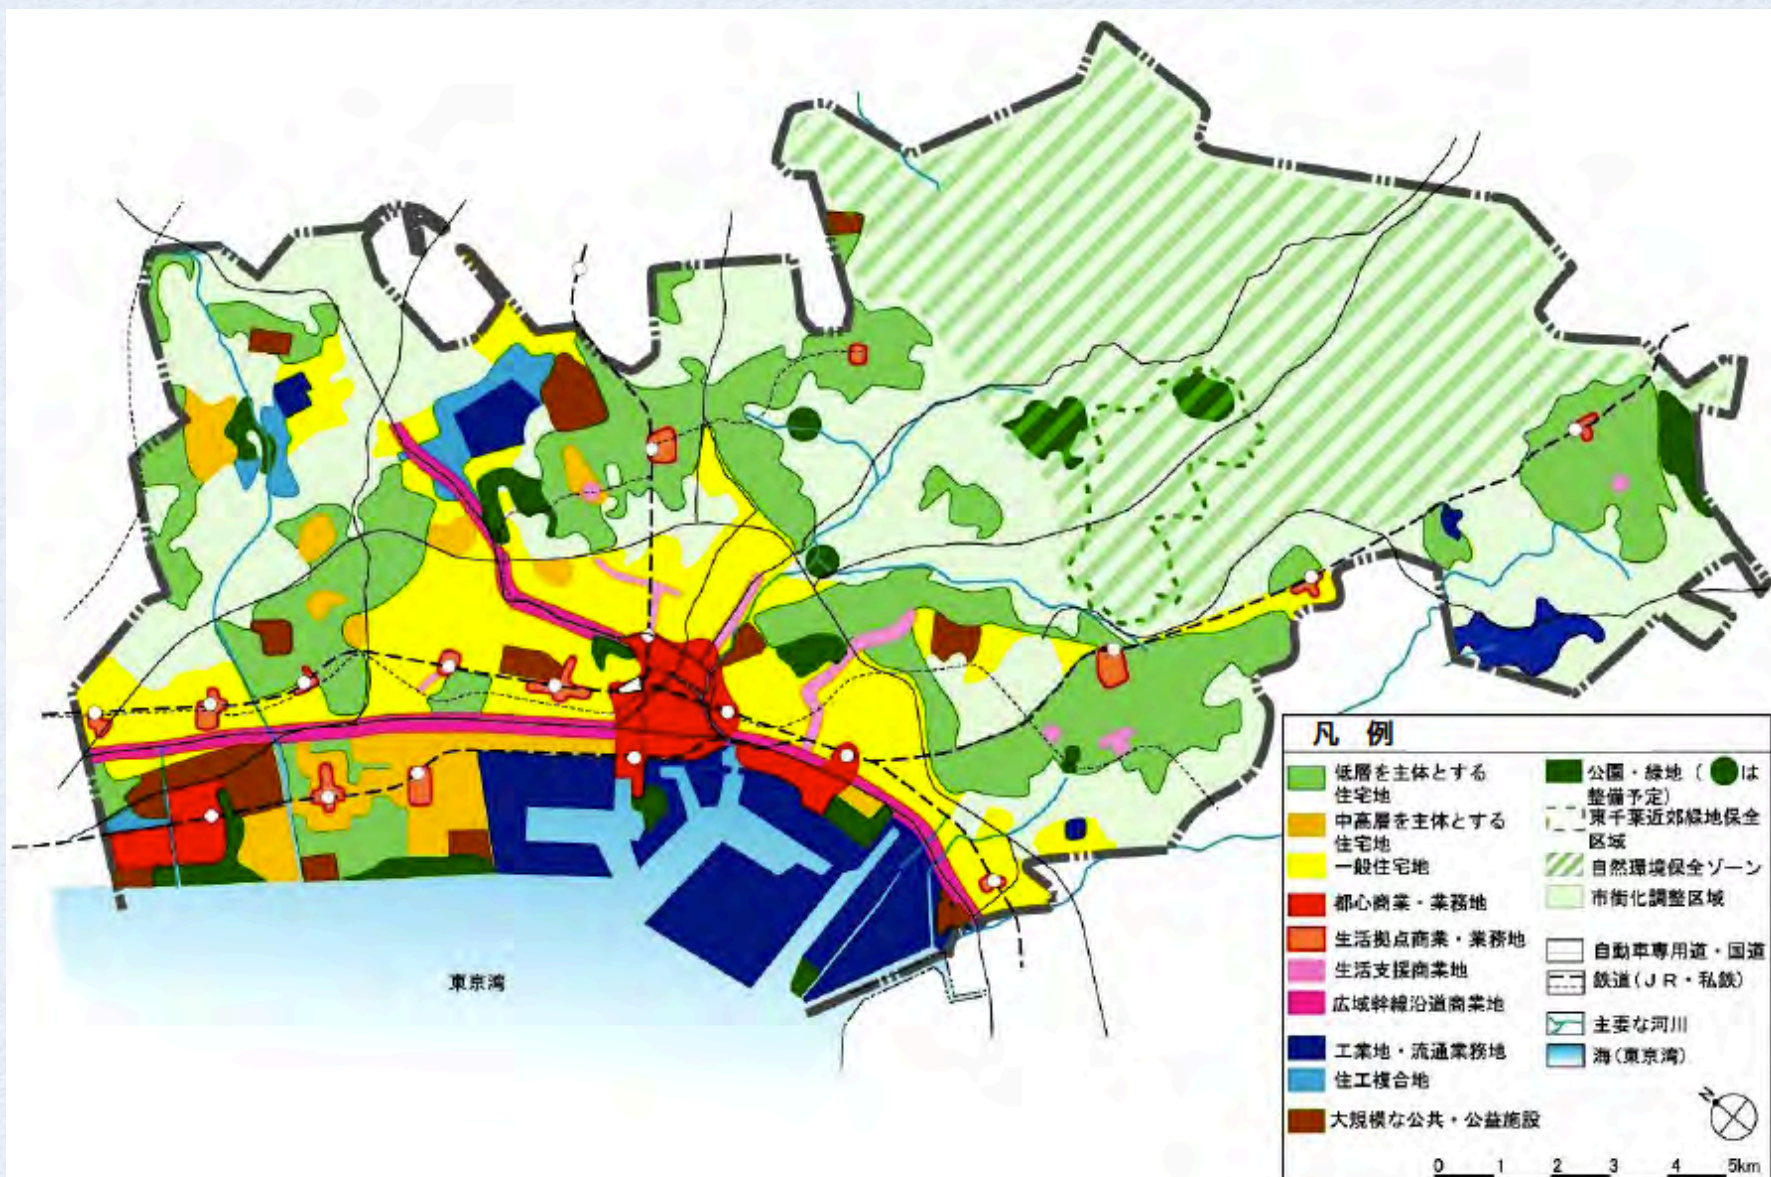 東京湾
凡 例
低層を主体とする
住宅地
中高層を主体とする
住宅地
一般住宅地
都心商業・業務地
生活拠点商業・業務地
生活支援商業地
広域幹線沿道商業地
工業地・流通業務地
住工複合地
大規模な公共・公益施設
公園・緑地(●は
整備予定)
東千葉近郊緑地保全
区域
自然環境保全ゾーン
市街化調整区域
自動車専用道・国道
鉄道(JR・私鉄)
主要な河川
海(東京湾)
N
0 1 2 3 4 5km